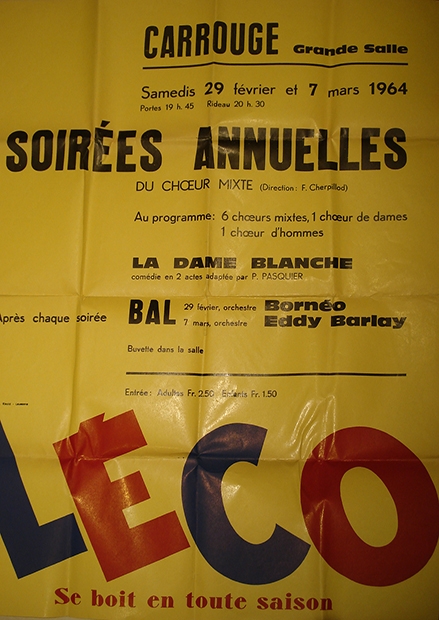 CARROUGE Grande Salle
Samedis 29 février et 7 mars 1964
Portes 19 h. 45 Rideau 20 h. 30
SOIRÉES ANNUELLES
DU CHŒUR MIXTE (Direction: F. Cherpillod)
Au programme: 6 chœurs mixtes, 1 chœur de dames
1 chœur d'hommes
LA DAME BLANCHE
comédie en 2 actes adaptée par P. PASQUIER
Après chaque soirée BAL 29 février, orchestre Bornéo
7 mars, orchestre Eddy Barlay
Buvette dans la salle
Entrée: Adultes Fr. 2.50 Enfants Fr. 1.50
LÉCO
Se boit en toute saison